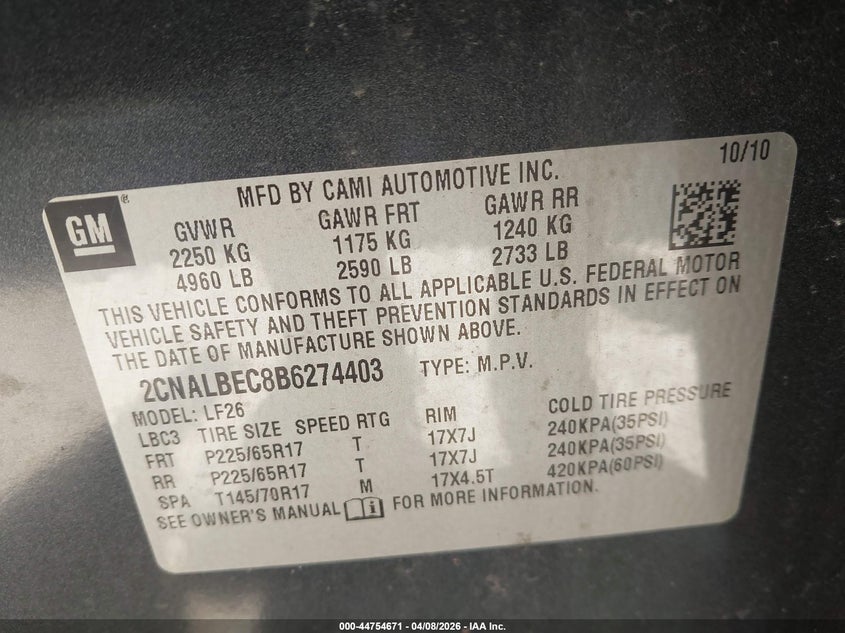 10/10
GM
®
MFD BY CAMI AUTOMOTIVE INC.
GVWR GAWR FRT GAWR RR
2250 KG 1175 KG 1240 KG
4960 LB 2590 LB 2733 LB
THIS VEHICLE CONFORMS TO ALL APPLICABLE U.S. FEDERAL MOTOR
VEHICLE SAFETY AND THEFT PREVENTION STANDARDS IN EFFECT ON
THE DATE OF MANUFACTURE SHOWN ABOVE.
2CNALBEC8B6274403 TYPE: M.P.V.
MODEL: LF26
LBC3 TIRE SIZE SPEED RTG RIM COLD TIRE PRESSURE
FRT P225/65R17 T 17X7J 240KPA(35PSI)
RR P225/65R17 T 17X7J 240KPA(35PSI)
SPA T145/70R17 M 17X4.5T 420KPA(60PSI)
SEE OWNER'S MANUAL i FOR MORE INFORMATION.
000-44754671 - 04/08/2026 - IAA Inc.